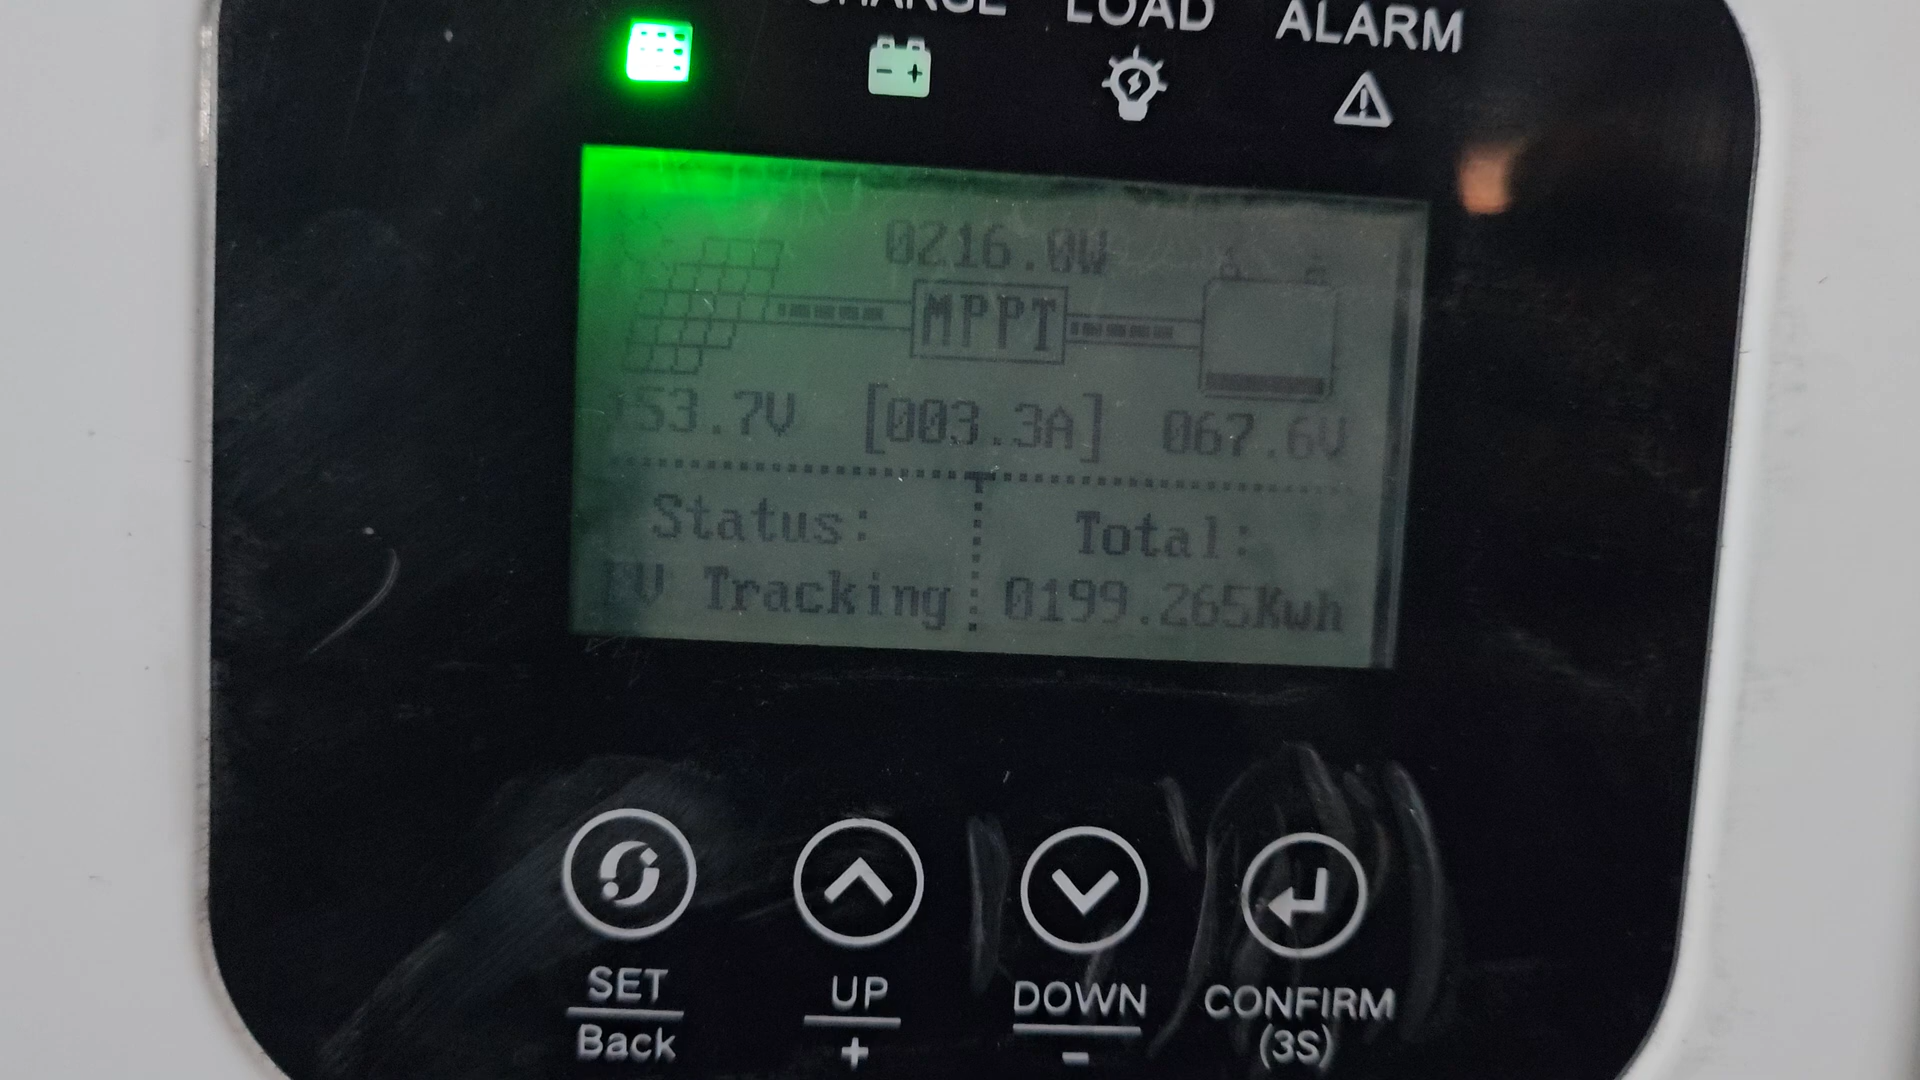 CHARGE LOAD ALARM
0216.0W
MPPT
53.7V [003.3A] 067.6V
Status: Total:
PV Tracking 0199.265Kwh
SET UP DOWN CONFIRM
Back + - (3S)